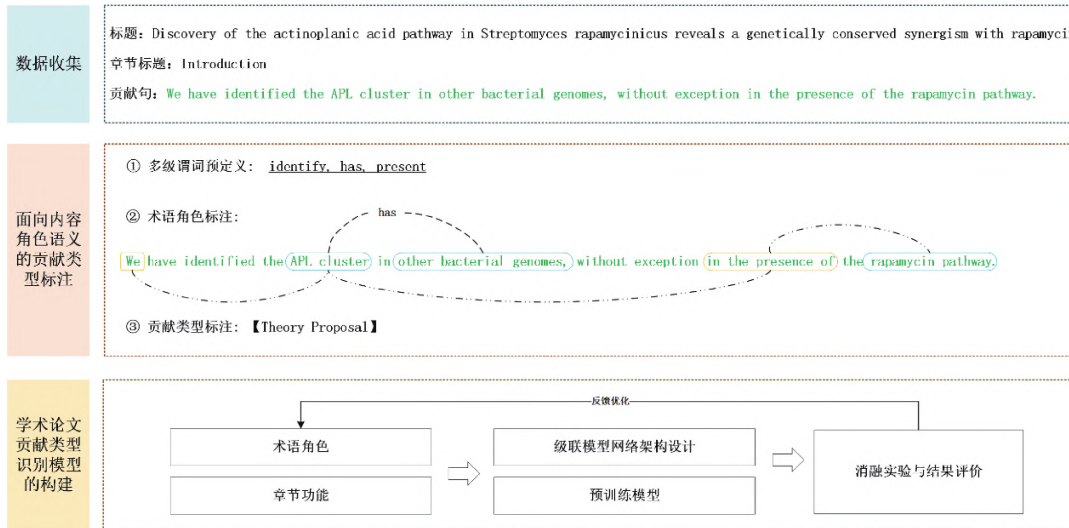 数据收集
标题: Discovery of the actinoplanic acid pathway in Streptomyces rapamycinicus reveals a genetically conserved synergism with rapamyci
章节标题: Introduction
贡献句: We have identified the APL cluster in other bacterial genomes, without exception in the presence of the rapamycin pathway.
面向内容
角色语义
的贡献类
型标注
① 多级谓词预定义: identify, has, present
② 术语角色标注:
has
We have identified the APL cluster in other bacterial genomes, without exception in the presence of the rapamycin pathway.
③ 贡献类型标注: 【Theory Proposal】
学术论文
贡献类型
识别模型
的构建
反馈优化
术语角色
章节功能
级联模型网络架构设计
预训练模型
消融实验与结果评价